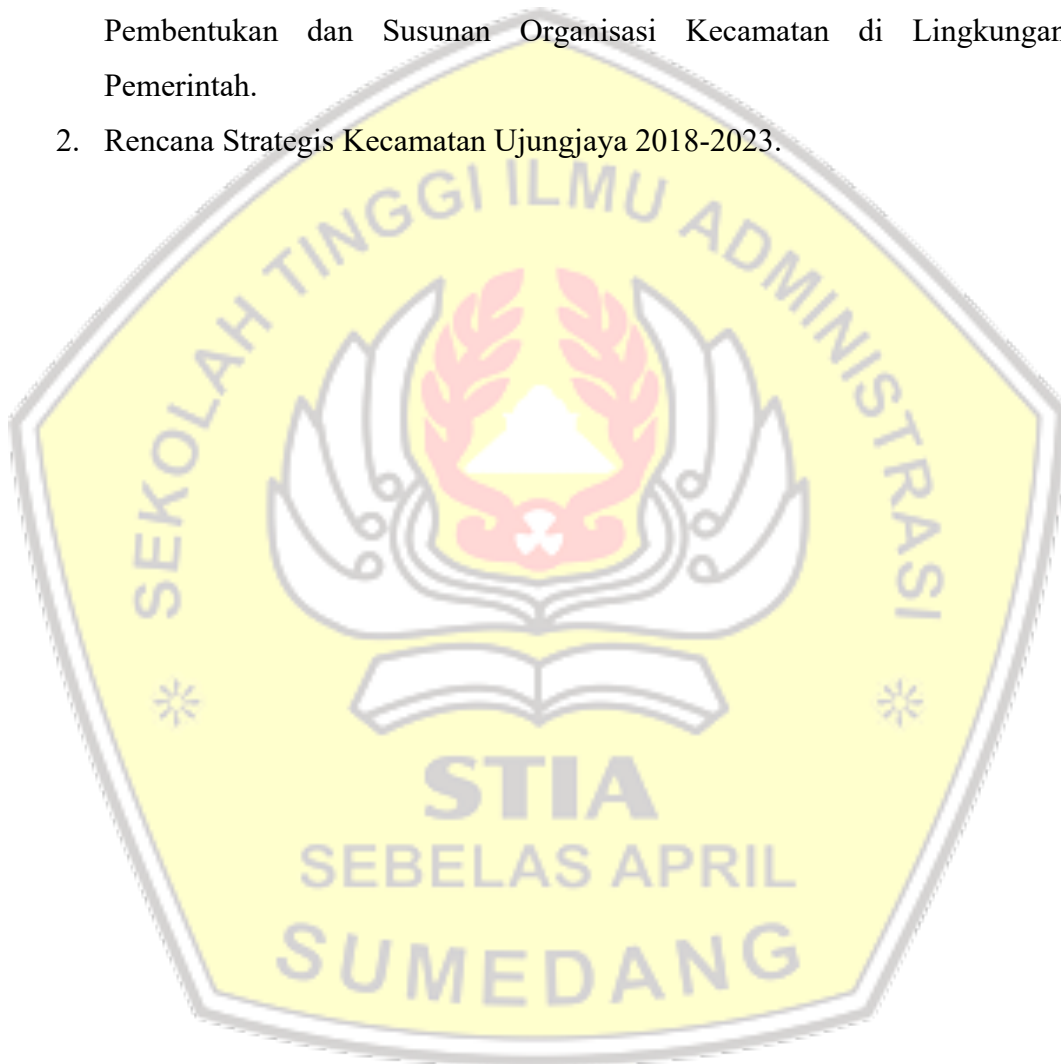 Pembentukan dan Susunan Organisasi Kecamatan di Lingkungan
Pemerintah.
2. Rencana Strategis Kecamatan Ujungjaya 2018-2023.
SEKOLAH TINGGI ILMU ADMINISTRASI
STIA
SEBELAS APRIL
SUMEDANG